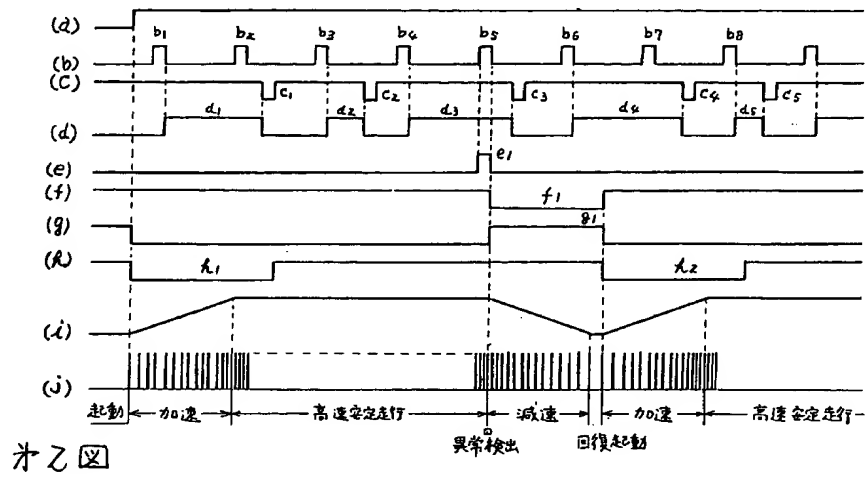 (a)
b1 b2 b3 b4 b5 b6 b7 b8
(b)
(c)
c1 c2 c3 c4 c5
d1 d2 d3 d4 d5
(d)
e1
(e)
(f)
f1
g1
(g)
(h)
h1 h2
(i)
(j)
起動 加速 高速安定走行 減速 加速 高速安定走行
異常検出 回復起動
第2図